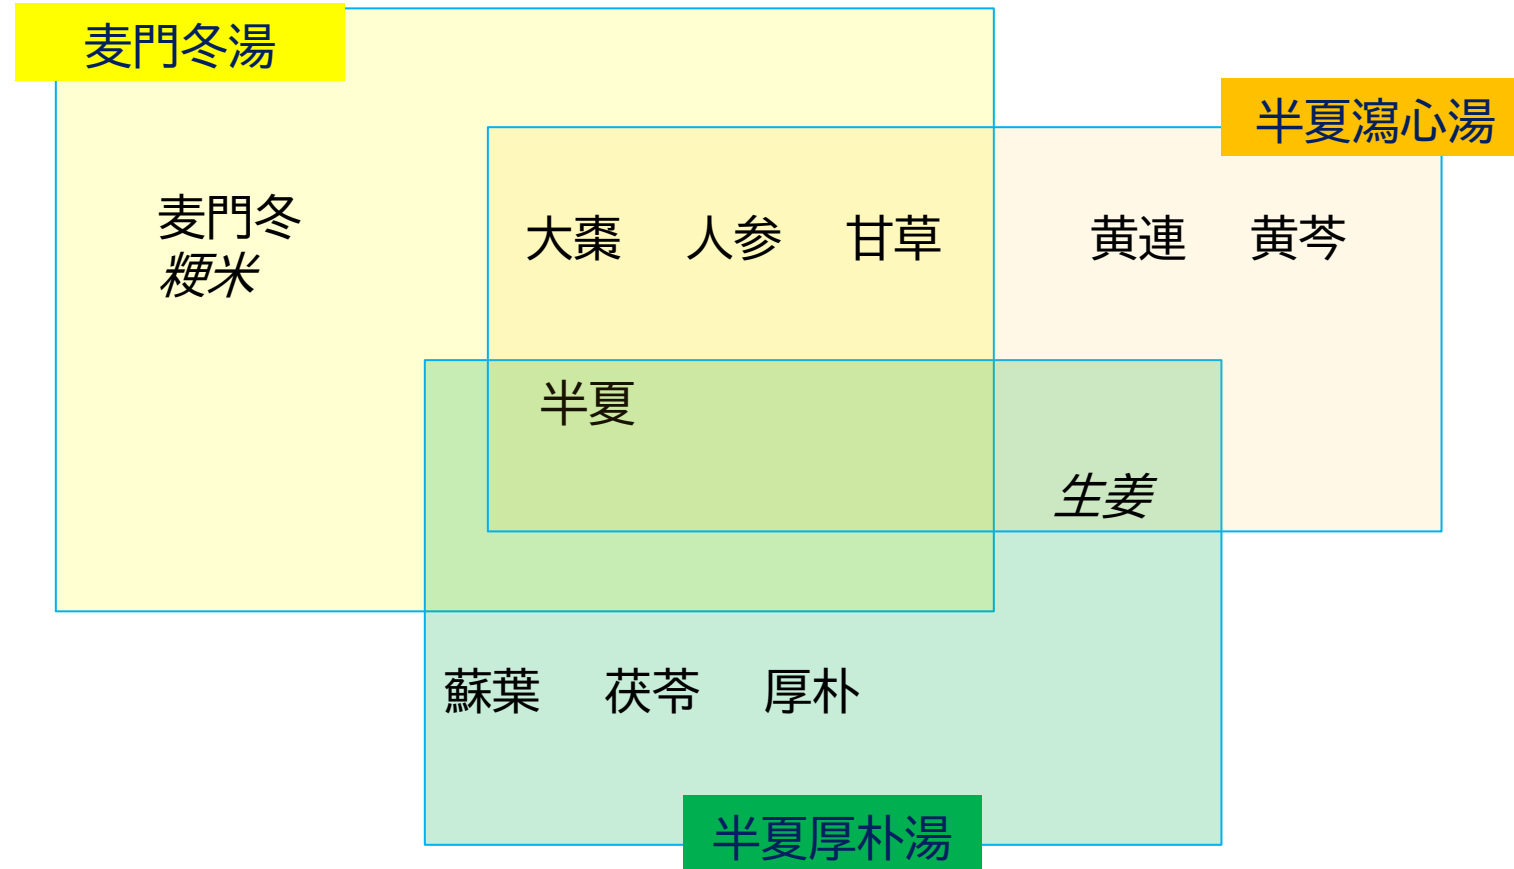 麦門冬湯
半夏瀉心湯
麦門冬
粳米
大棗 人参 甘草 黄連 黄芩
半夏
生姜
蘇葉 茯苓 厚朴
半夏厚朴湯